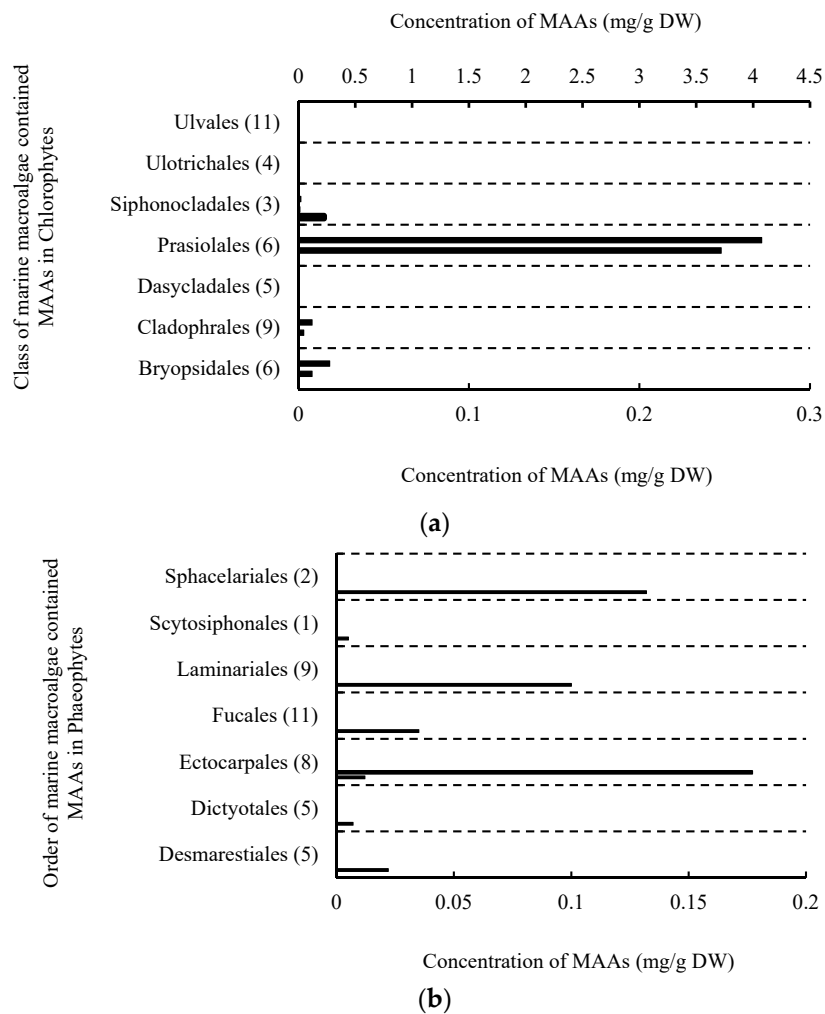 Concentration of MAAs (mg/g DW)
0 0.5 1 1.5 2 2.5 3 3.5 4 4.5
Class of marine macroalgae contained
MAAs in Chlorophytes
Ulvales (11)
Ulotrichales (4)
Siphonocladales (3)
Prasiolales (6)
Dasycladales (5)
Cladophrales (9)
Bryopsidales (6)
0 0.1 0.2 0.3
Concentration of MAAs (mg/g DW)
(a)
Order of marine macroalgae contained
MAAs in Phaeophytes
Sphacelariales (2)
Scytosiphonales (1)
Laminariales (9)
Fucales (11)
Ectocarpales (8)
Dictyotales (5)
Desmarestiales (5)
0 0.05 0.1 0.15 0.2
Concentration of MAAs (mg/g DW)
(b)